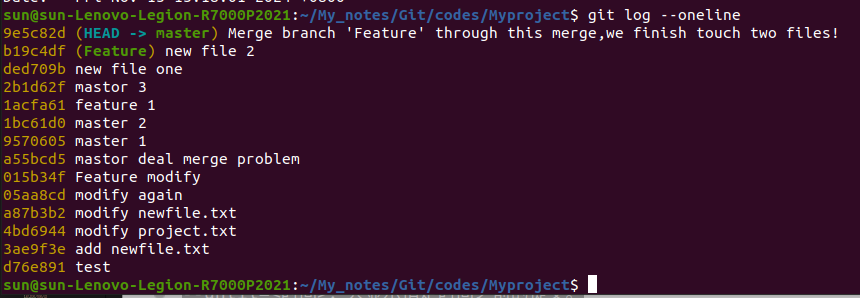 sun@sun-Lenovo-Legion-R7000P2021:~/My_notes/Git/codes/Myproject$ git log --oneline
9e5c82d (HEAD -> master) Merge branch 'Feature' through this merge,we finish touch two files!
b19c4df (Feature) new file 2
ded709b new file one
2b1d62f mastor 3
1acfa61 feature 1
1bc61d0 master 2
9570605 master 1
a55bcd5 mastor deal merge problem
015b34f Feature modify
05aa8cd modify again
a87b3b2 modify newfile.txt
4bd6944 modify project.txt
3ae9f3e add newfile.txt
d76e891 test
sun@sun-Lenovo-Legion-R7000P2021:~/My_notes/Git/codes/Myproject$